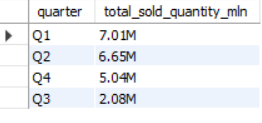 quarter total_sold_quantity_mln
Q1 7.01M
Q2 6.65M
Q4 5.04M
Q3 2.08M